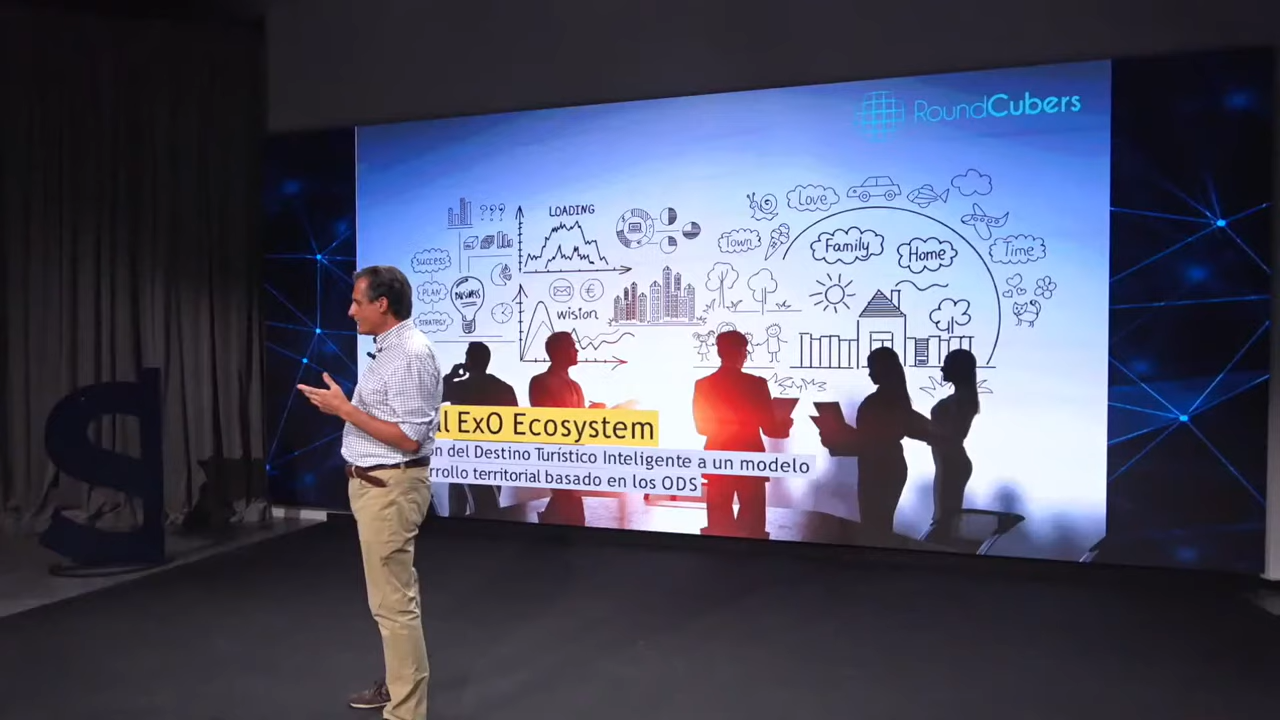 RoundCubers
???
LOADING
Love
success
Town
Family
Home
Time
PLAN
BUSINESS
€
STRATEGY
wision
l ExO Ecosystem
ón del Destino Turístico Inteligente a un modelo
rrollo territorial basado en los ODS